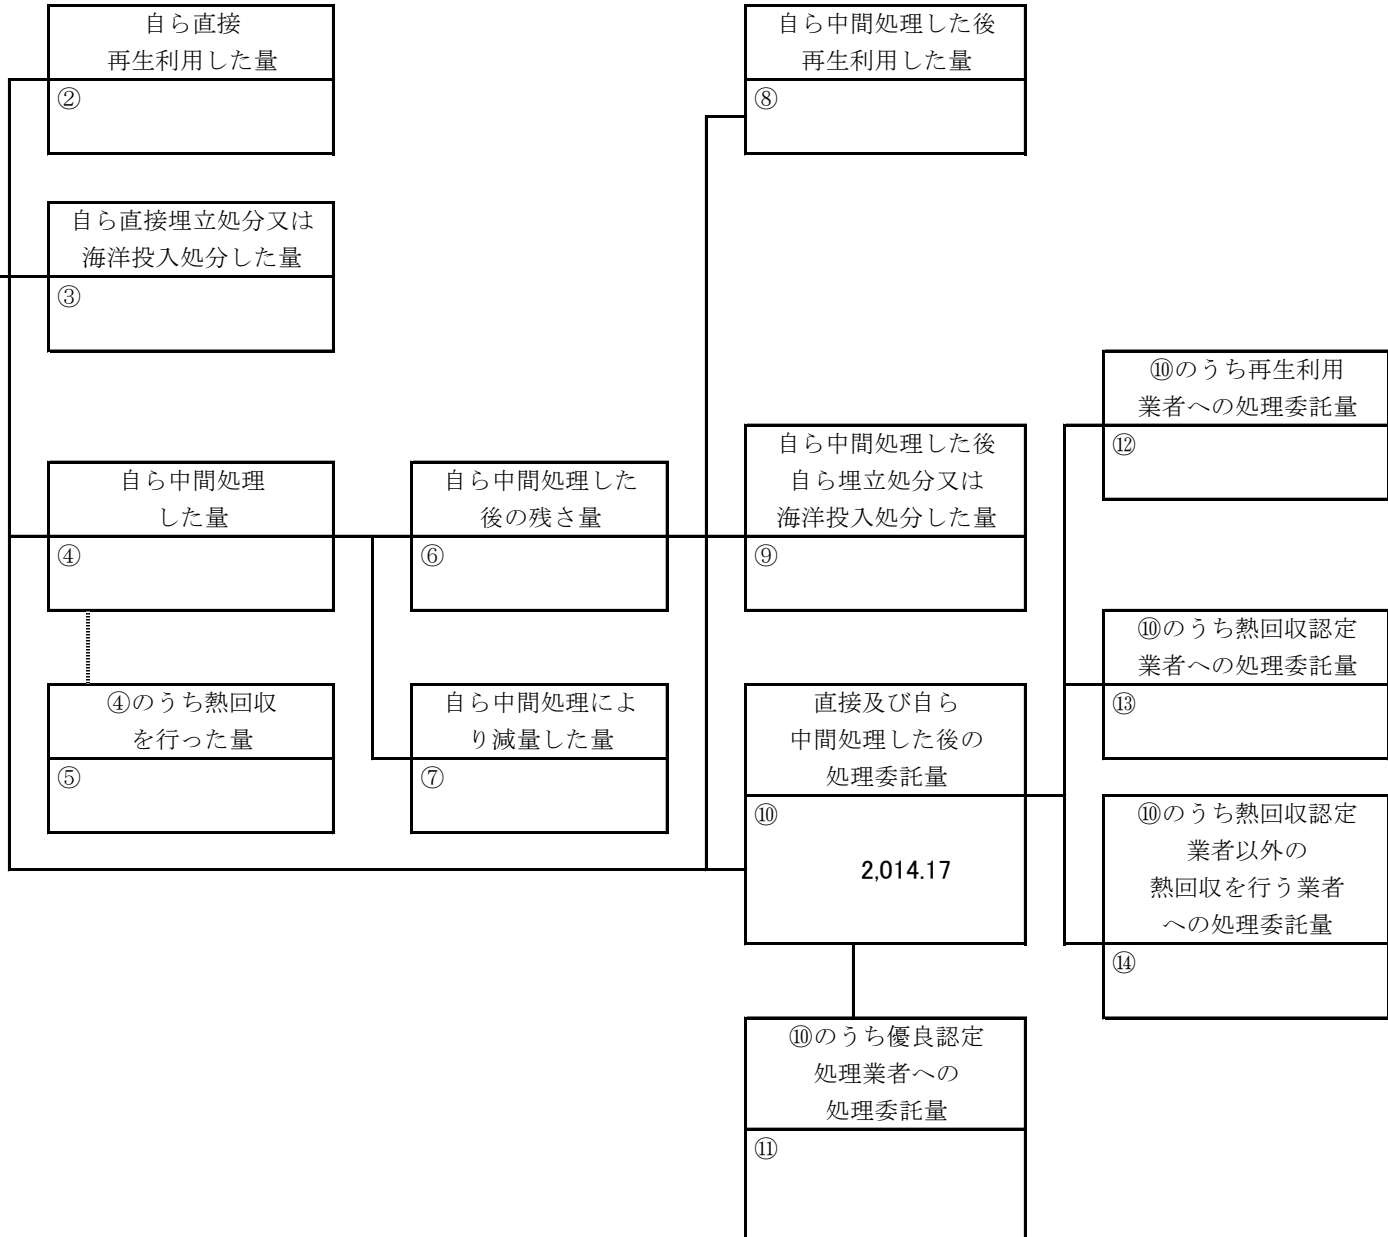 自ら直接
再生利用した量
②
自ら中間処理した後
再生利用した量
⑧
自ら直接埋立処分又は
海洋投入処分した量
③
⑩のうち再生利用
業者への処理委託量
⑫
自ら中間処理
した量
④
自ら中間処理した
後の残さ量
⑥
自ら中間処理した後
自ら埋立処分又は
海洋投入処分した量
⑨
⑩のうち熱回収認定
業者への処理委託量
⑬
④のうち熱回収
を行った量
⑤
自ら中間処理によ
り減量した量
⑦
直接及び自ら
中間処理した後の
処理委託量
⑩
2,014.17
⑩のうち熱回収認定
業者以外の
熱回収を行う業者
への処理委託量
⑭
⑩のうち優良認定
処理業者への
処理委託量
⑪